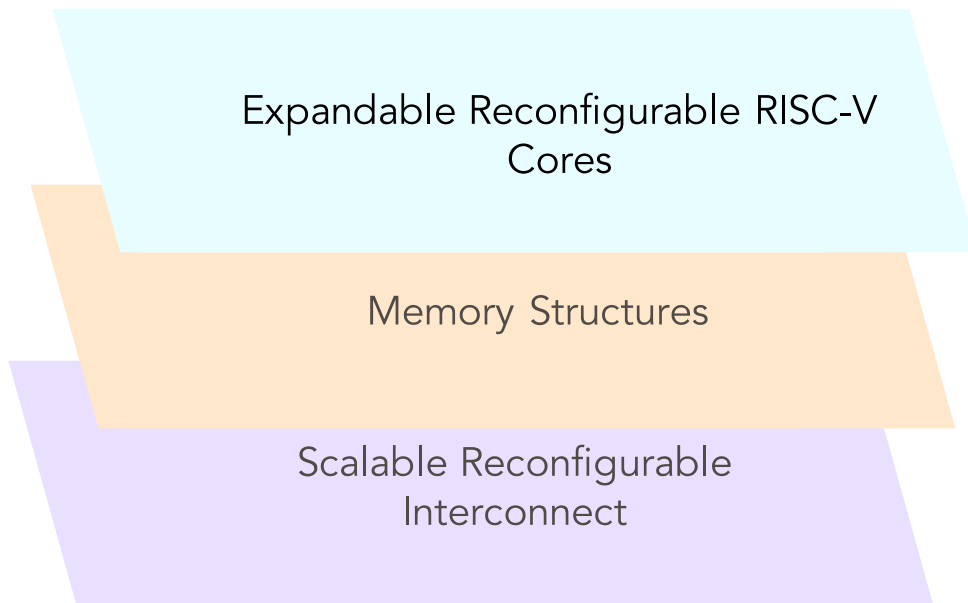 Expandable Reconfigurable RISC-V
Cores
Memory Structures
Scalable Reconfigurable
Interconnect